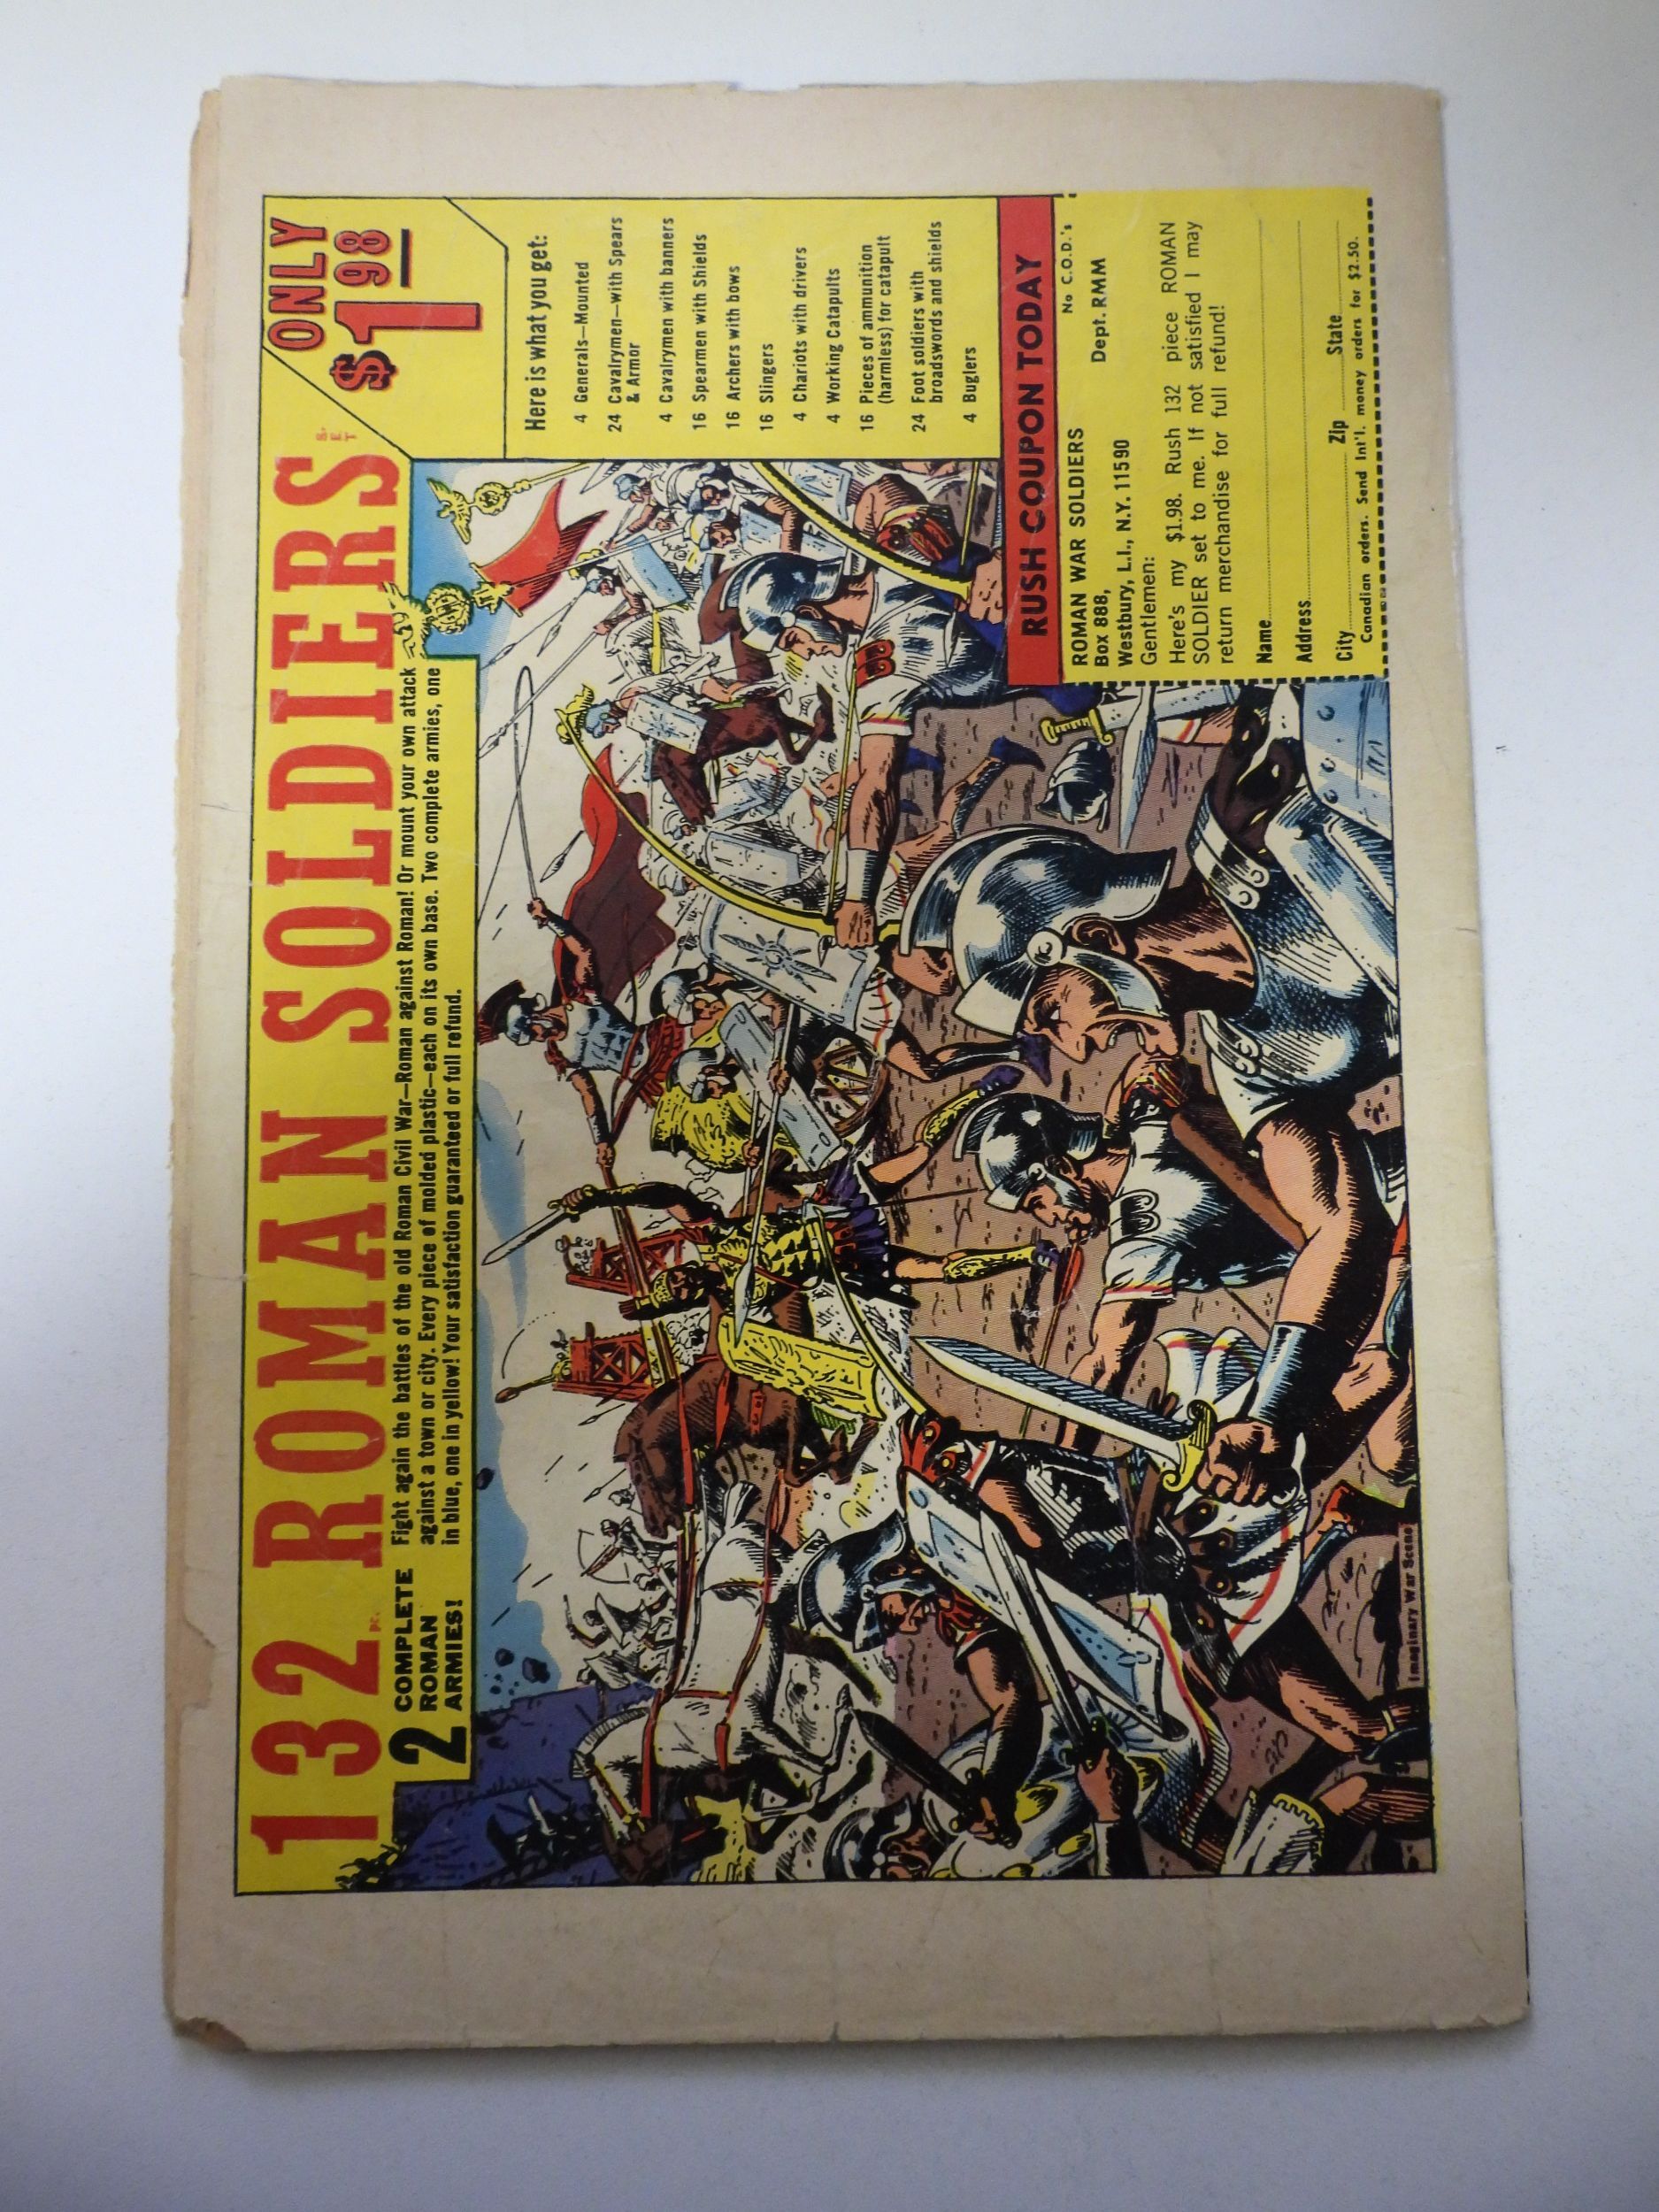 132 PC. ROMAN SOLDIERS SET
ONLY
$1 98
2 COMPLETE
ROMAN
ARMIES!
Fight again the battles of the old Roman Civil War—Roman against Roman! Or mount your own attack
against a town or city. Every piece of molded plastic—each on its own base. Two complete armies, one
in blue, one in yellow! Your satisfaction guaranteed or full refund.
Here is what you get:
4 Generals—Mounted
24 Cavalrymen—with Spears
& Armor
4 Cavalrymen with banners
16 Spearmen with Shields
16 Archers with bows
16 Slingers
4 Chariots with drivers
4 Working Catapults
16 Pieces of ammunition
(harmless) for catapult
24 Foot soldiers with
broadswords and shields
4 Buglers
RUSH COUPON TODAY
No C.O.D.'s
ROMAN WAR SOLDIERS
Box 888, Dept. RMM
Westbury, L.I., N.Y. 11590
Gentlemen:
Here's my $1.98. Rush 132 piece ROMAN
SOLDIER set to me. If not satisfied I may
return merchandise for full refund!
Name
Address
City Zip State
Canadian orders. Send Int'l. money orders for $2.50.
Imaginary War Scene